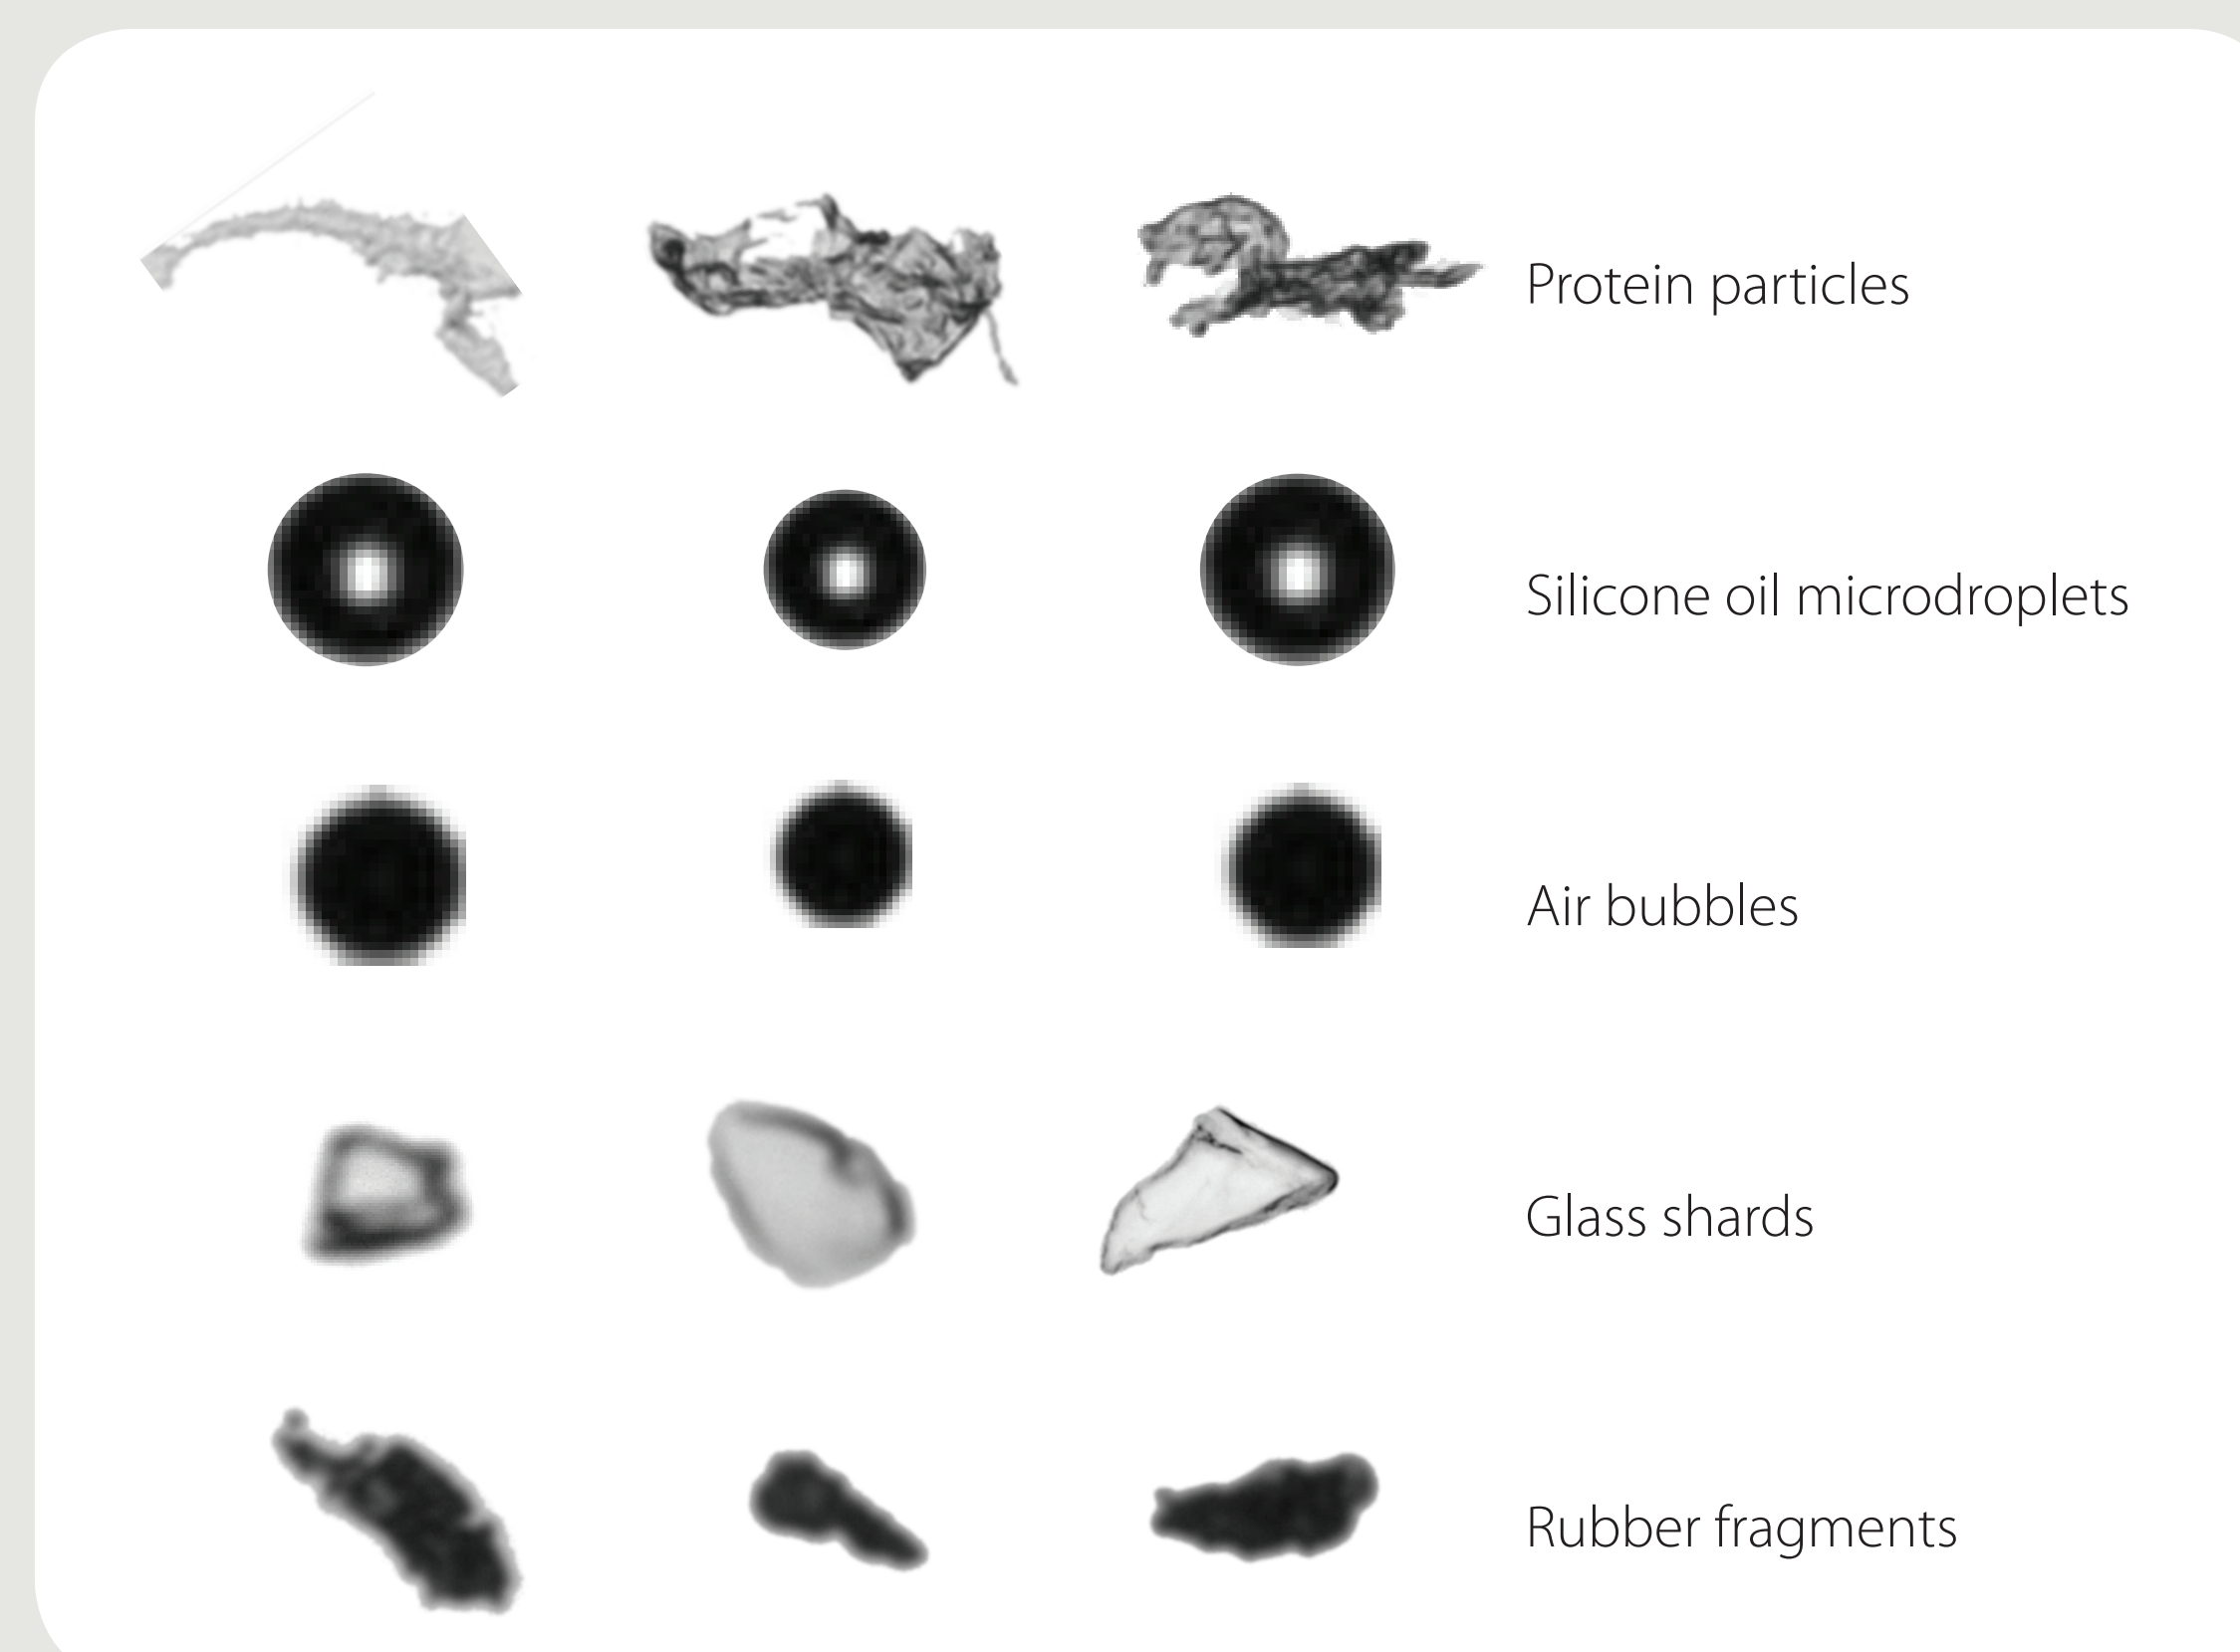 Protein particles
Silicone oil microdroplets
Air bubbles
Glass shards
Rubber fragments